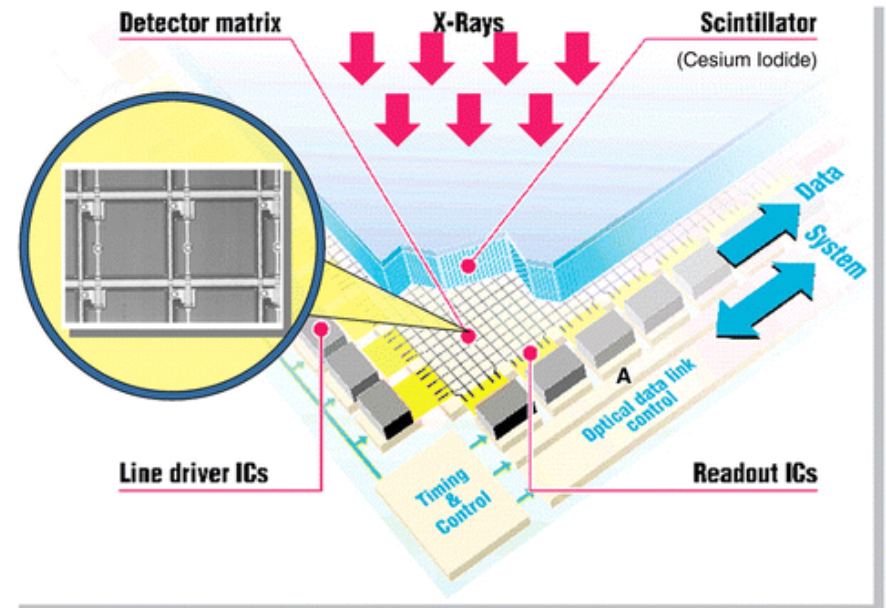 Detector matrix
X-Rays
Scintillator
(Cesium Iodide)
Data
System
A
Optical data link
control
Line driver ICs
Timing
&
Control
Readout ICs